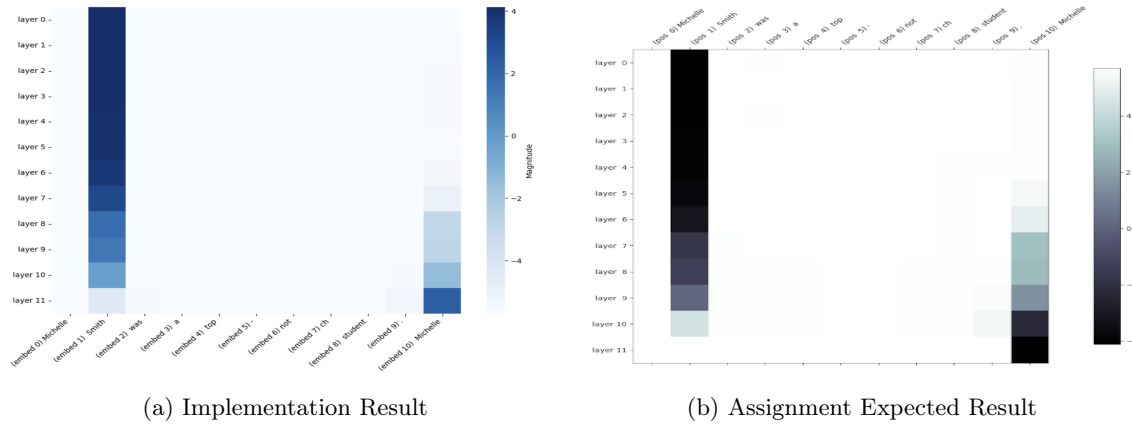 layer 0
layer 1
layer 2
layer 3
layer 4
layer 5
layer 6
layer 7
layer 8
layer 9
layer 10
layer 11
(embed 0) Michelle
(embed 1) Smith
(embed 2) was
(embed 3) a
(embed 4) top
(embed 5) -
(embed 6) not
(embed 7) ch
(embed 8) student
(embed 9) .
(embed 10) Michelle
4
2
0
−2
−4
Magnitude
(a) Implementation Result
(pos 0) Michelle
(pos 1) Smith
(pos 2) was
(pos 3) a
(pos 4) top
(pos 5) -
(pos 6) not
(pos 7) ch
(pos 8) student
(pos 9) .
(pos 10) Michelle
layer 0
layer 1
layer 2
layer 3
layer 4
layer 5
layer 6
layer 7
layer 8
layer 9
layer 10
layer 11
4
2
0
(b) Assignment Expected Result